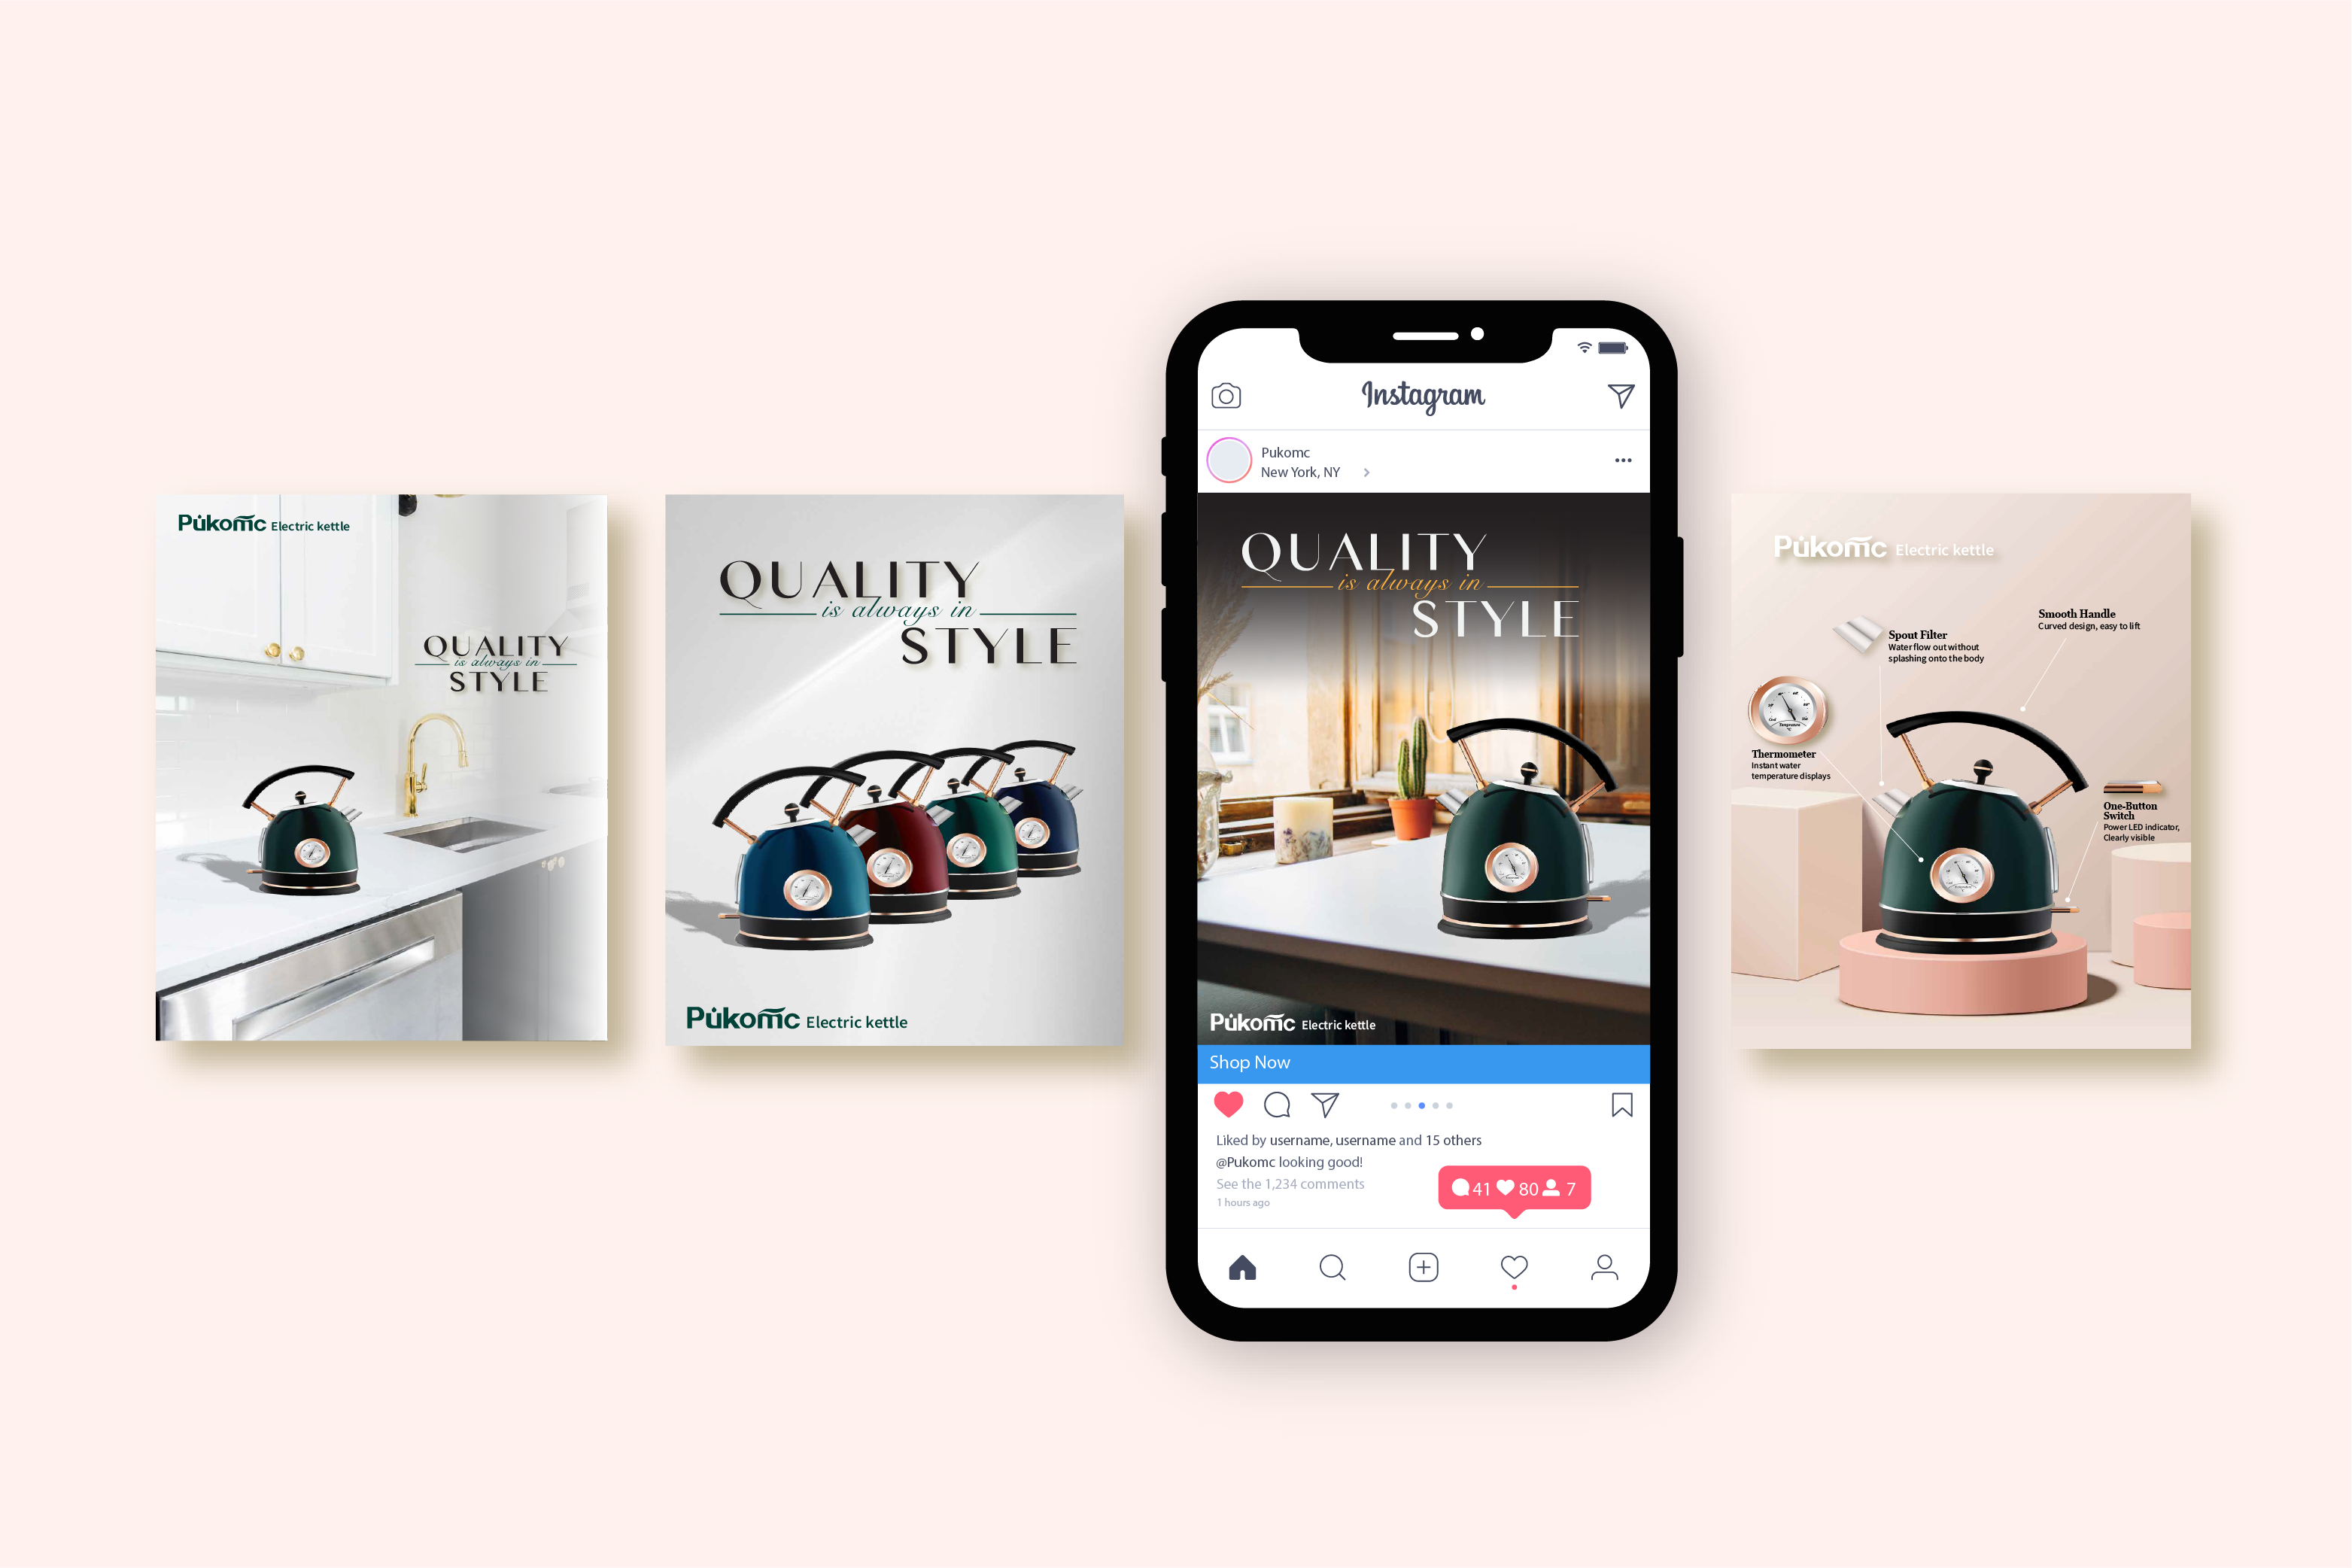 Pukomc Electric kettle
QUALITY
is always in
STYLE
QUALITY
is always in
STYLE
Pukomc Electric kettle
Instagram
Pukomc
New York, NY
QUALITY
is always in
STYLE
Pukomc Electric kettle
Shop Now
Liked by username, username and 15 others
@Pukomc looking good!
See the 1,234 comments
1 hours ago
41 80 7
Pukomc Electric kettle
Smooth Handle
Curved design, easy to lift
Spout Filter
Water flow out without
splashing onto the body
Thermometer
Instant water
temperature displays
One-Button
Switch
Power LED indicator,
Clearly visible